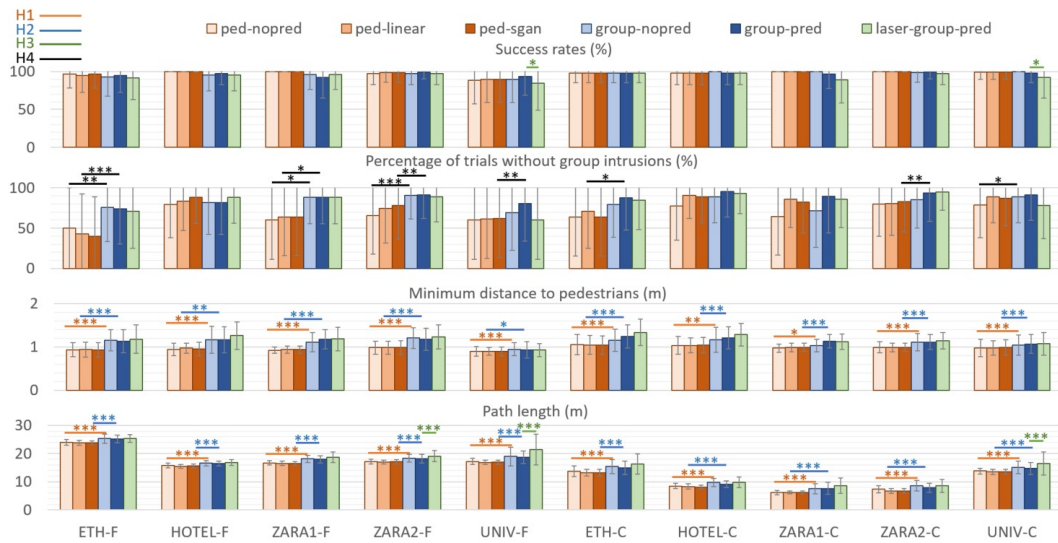 H1
H2
H3
H4
ped-nopred ped-linear ped-sgan group-nopred group-pred laser-group-pred
Success rates (%)
100
50
0
* *
Percentage of trials without group intrusions (%)
100
50
0
*** ** * * *** ** ** * ** *
Minimum distance to pedestrians (m)
2
1
0
*** *** *** ** *** *** *** *** *** * *** *** ** *** * *** *** *** *** ***
Path length (m)
30
20
10
0
*** *** *** *** *** *** *** *** *** *** *** *** *** *** *** *** *** *** *** *** *** *** ***
ETH-F HOTEL-F ZARA1-F ZARA2-F UNIV-F ETH-C HOTEL-C ZARA1-C ZARA2-C UNIV-C